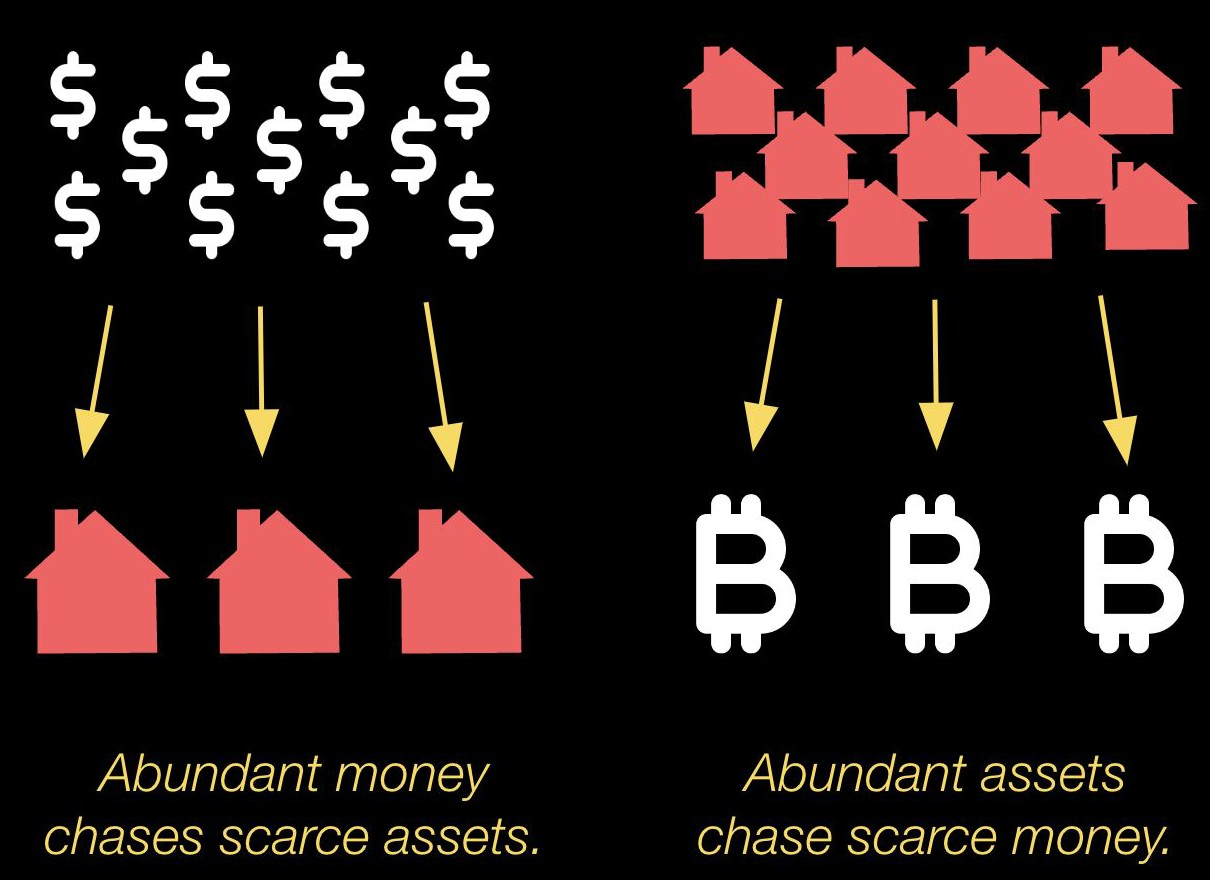 $ $ $ $
$ $ $
$ $ $ $
₿ ₿ ₿
Abundant money
chases scarce assets.
Abundant assets
chase scarce money.